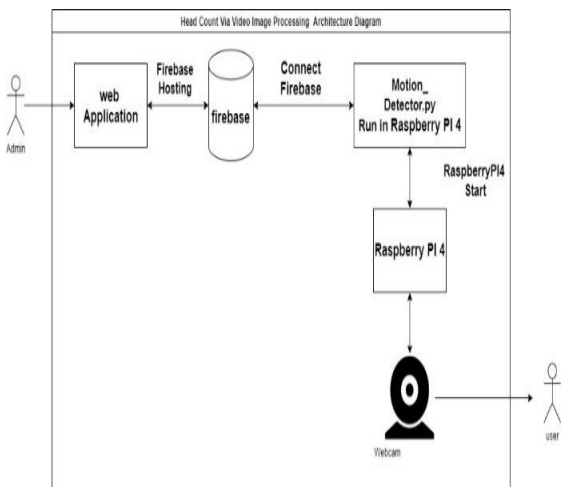 Head Count Via Video Image Processing Architecture Diagram
Admin
web
Application
Firebase
Hosting
firebase
Connect
Firebase
Motion_
Detector.py
Run in Raspberry PI 4
RaspberryPI4
Start
Raspberry PI 4
Webcam
user